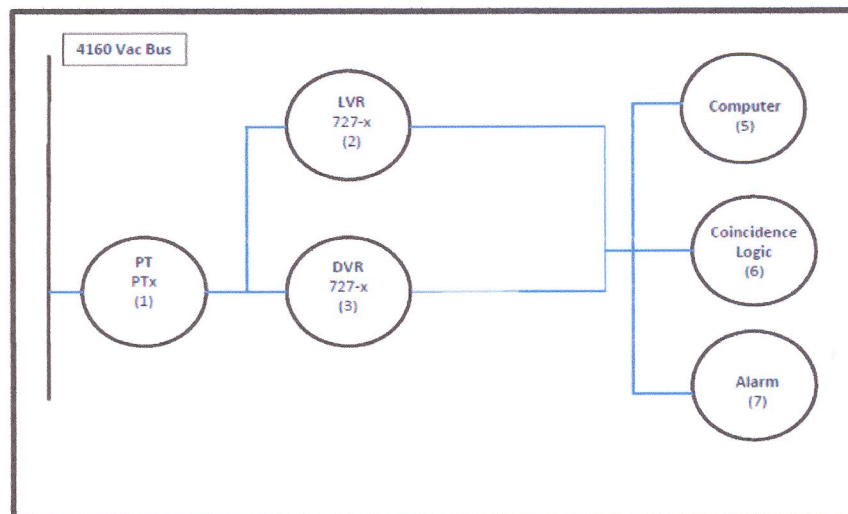 4160 Vac Bus
LVR
727-x
(2)
Computer
(5)
PT
PTx
(1)
DVR
727-x
(3)
Coincidence
Logic
(6)
Alarm
(7)